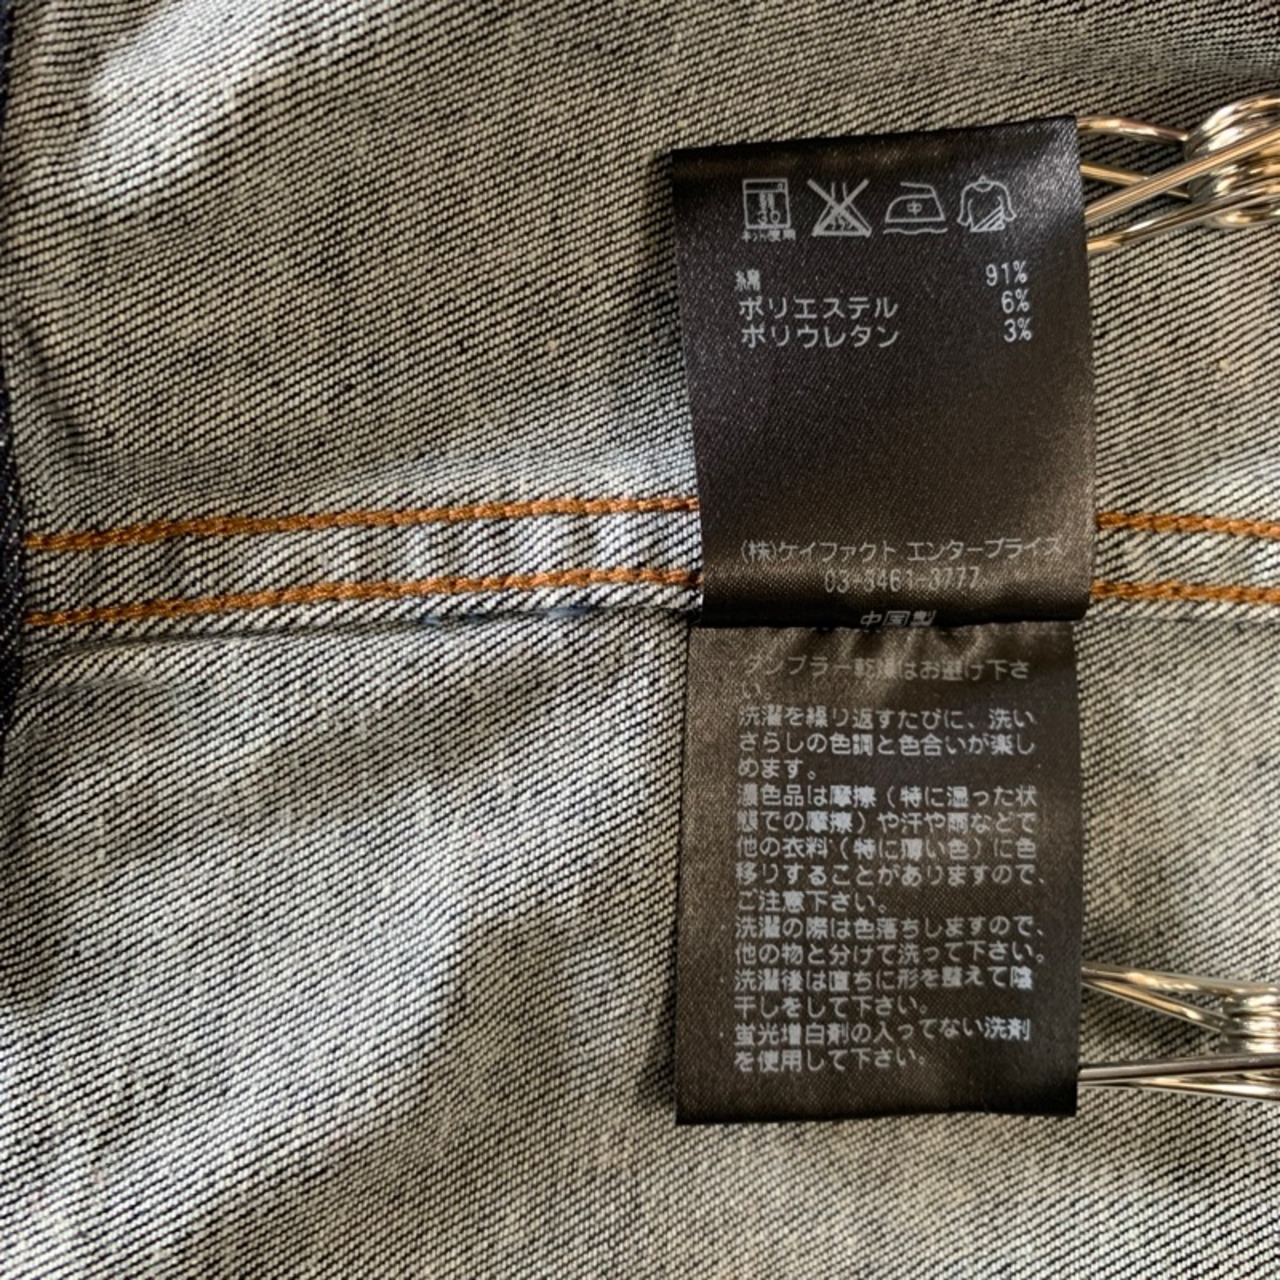 30
ネット使用
中
綿 91%
ポリエステル 6%
ポリウレタン 3%
(株)ケイファクト エンタープライズ
03-3461-3777
中国製
・タンブラー乾燥はお避け下さ
い。
・洗濯を繰り返すたびに、洗い
さらしの色調と色合いが楽し
めます。
・濃色品は摩擦(特に湿った状
態での摩擦)や汗や雨などで
他の衣料(特に薄い色)に色
移りすることがありますので、
ご注意下さい。
・洗濯の際は色落ちしますので、
他の物と分けて洗って下さい。
・洗濯後は直ちに形を整えて陰
干しをして下さい。
・蛍光増白剤の入ってない洗剤
を使用して下さい。